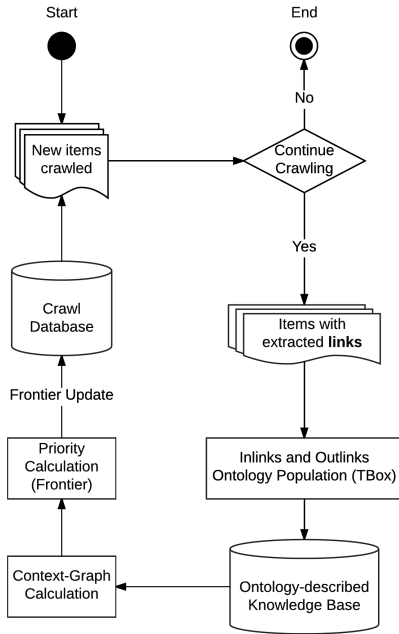 Start
End
New items
crawled
No
Continue
Crawling
Yes
Items with
extracted links
Crawl
Database
Frontier Update
Priority
Calculation
(Frontier)
Inlinks and Outlinks
Ontology Population (TBox)
Context-Graph
Calculation
Ontology-described
Knowledge Base